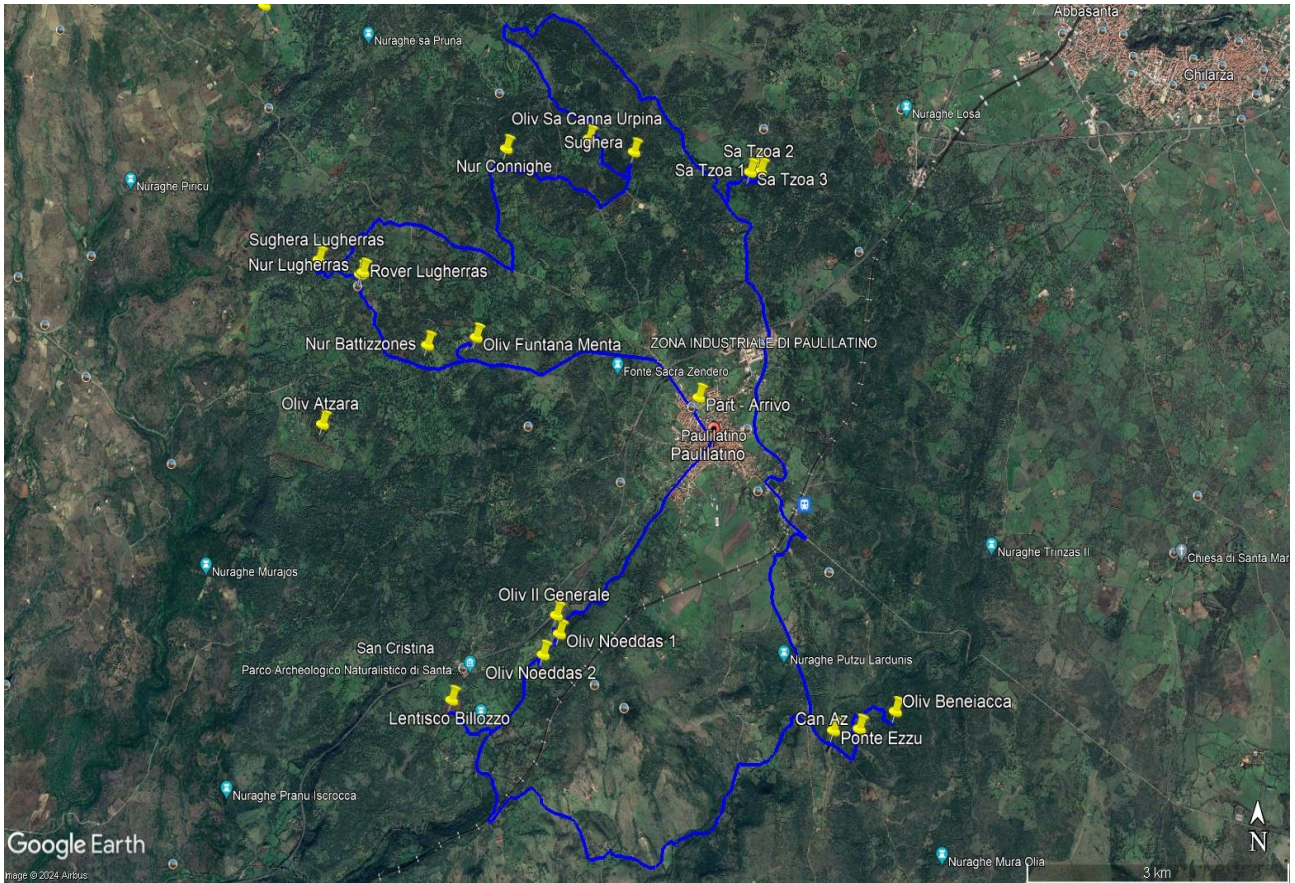 Abbasanta
Nuraghe sa Pruna
Ghilarza
Nuraghe Losa
Oliv Sa Canna Urpina
Sughera
Nur Connighe
Sa Tzoa 2
Sa Tzoa 1
Sa Tzoa 3
Nuraghe Piricu
Sughera Lugherras
Nur Lugherras
Rover Lugherras
Nur Battizzones
Oliv Funtana Menta
ZONA INDUSTRIALE DI PAULILATINO
Fonte Sacra Zendero
Oliv Atzara
Part - Arrivo
Paulilatino
Paulilatino
Nuraghe Trinzas II
Chiesa di Santa Mar
Nuraghe Murajos
Oliv Il Generale
Oliv Noeddas 1
San Cristina
Parco Archeologico Naturalistico di Santa...
Oliv Noeddas 2
Nuraghe Putzu Lardunis
Lentisco Billozzo
Oliv Beneiacca
Can Az
Ponte Ezzu
Nuraghe Pranu Iscrocca
N
Google Earth
Nuraghe Mura Olia
3 km
Image © 2024 Airbus